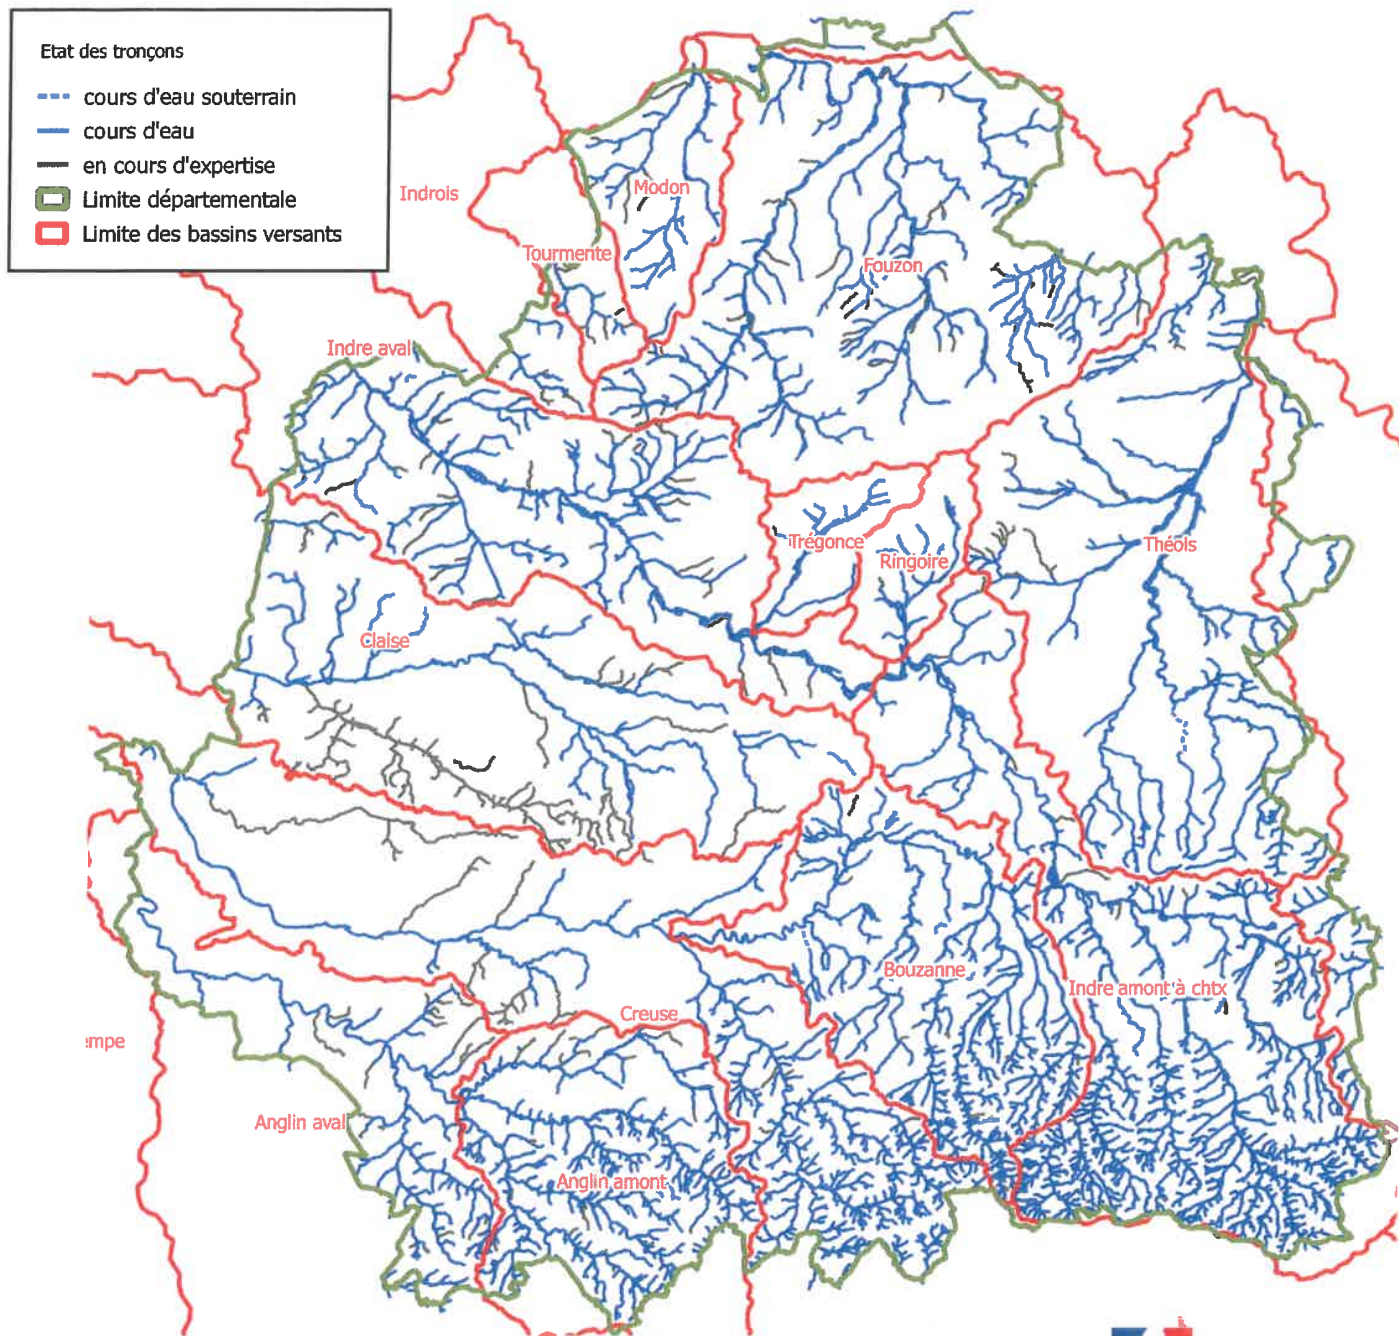 Etat des tronçons
cours d'eau souterrain
cours d'eau
en cours d'expertise
Limite départementale
Limite des bassins versants
Indrois
Modon
Tourmente
Fouzon
Indre aval
Trégonce
Ringoire
Théols
Claise
Bouzanne
Indre amont à chtx
Creuse
empe
Anglin aval
Anglin amont